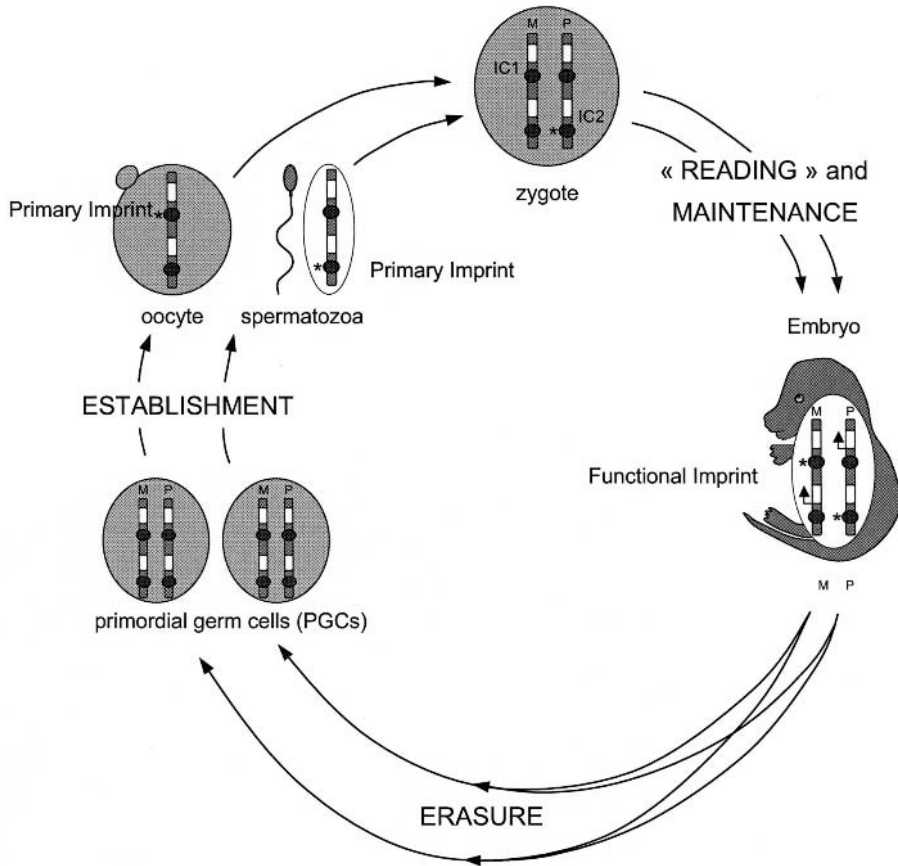 M P
IC1
* IC2
zygote
« READING » and
MAINTENANCE
Primary Imprint *
oocyte
*
Primary Imprint
spermatozoa
ESTABLISHMENT
Embryo
M P
*
*
Functional Imprint
M P
M P M P
primordial germ cells (PGCs)
ERASURE